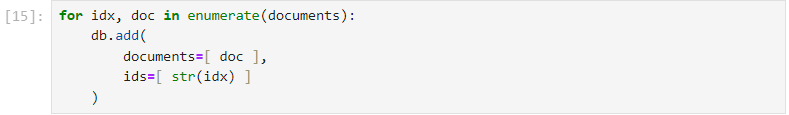 [15]: for idx, doc in enumerate(documents):
    db.add(
        documents=[ doc ],
        ids=[ str(idx) ]
    )